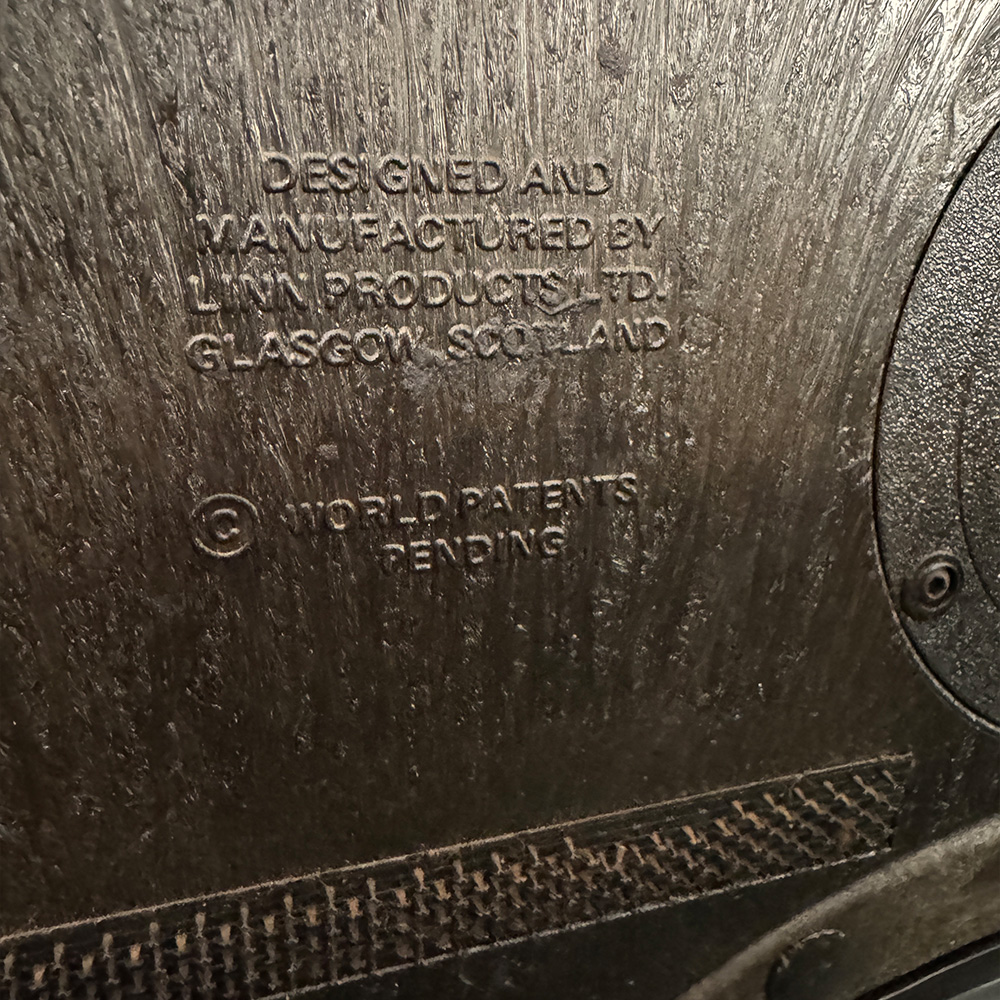 DESIGNED AND
MANUFACTURED BY
LINN PRODUCTS LTD.
GLASGOW, SCOTLAND
© WORLD PATENTS
PENDING